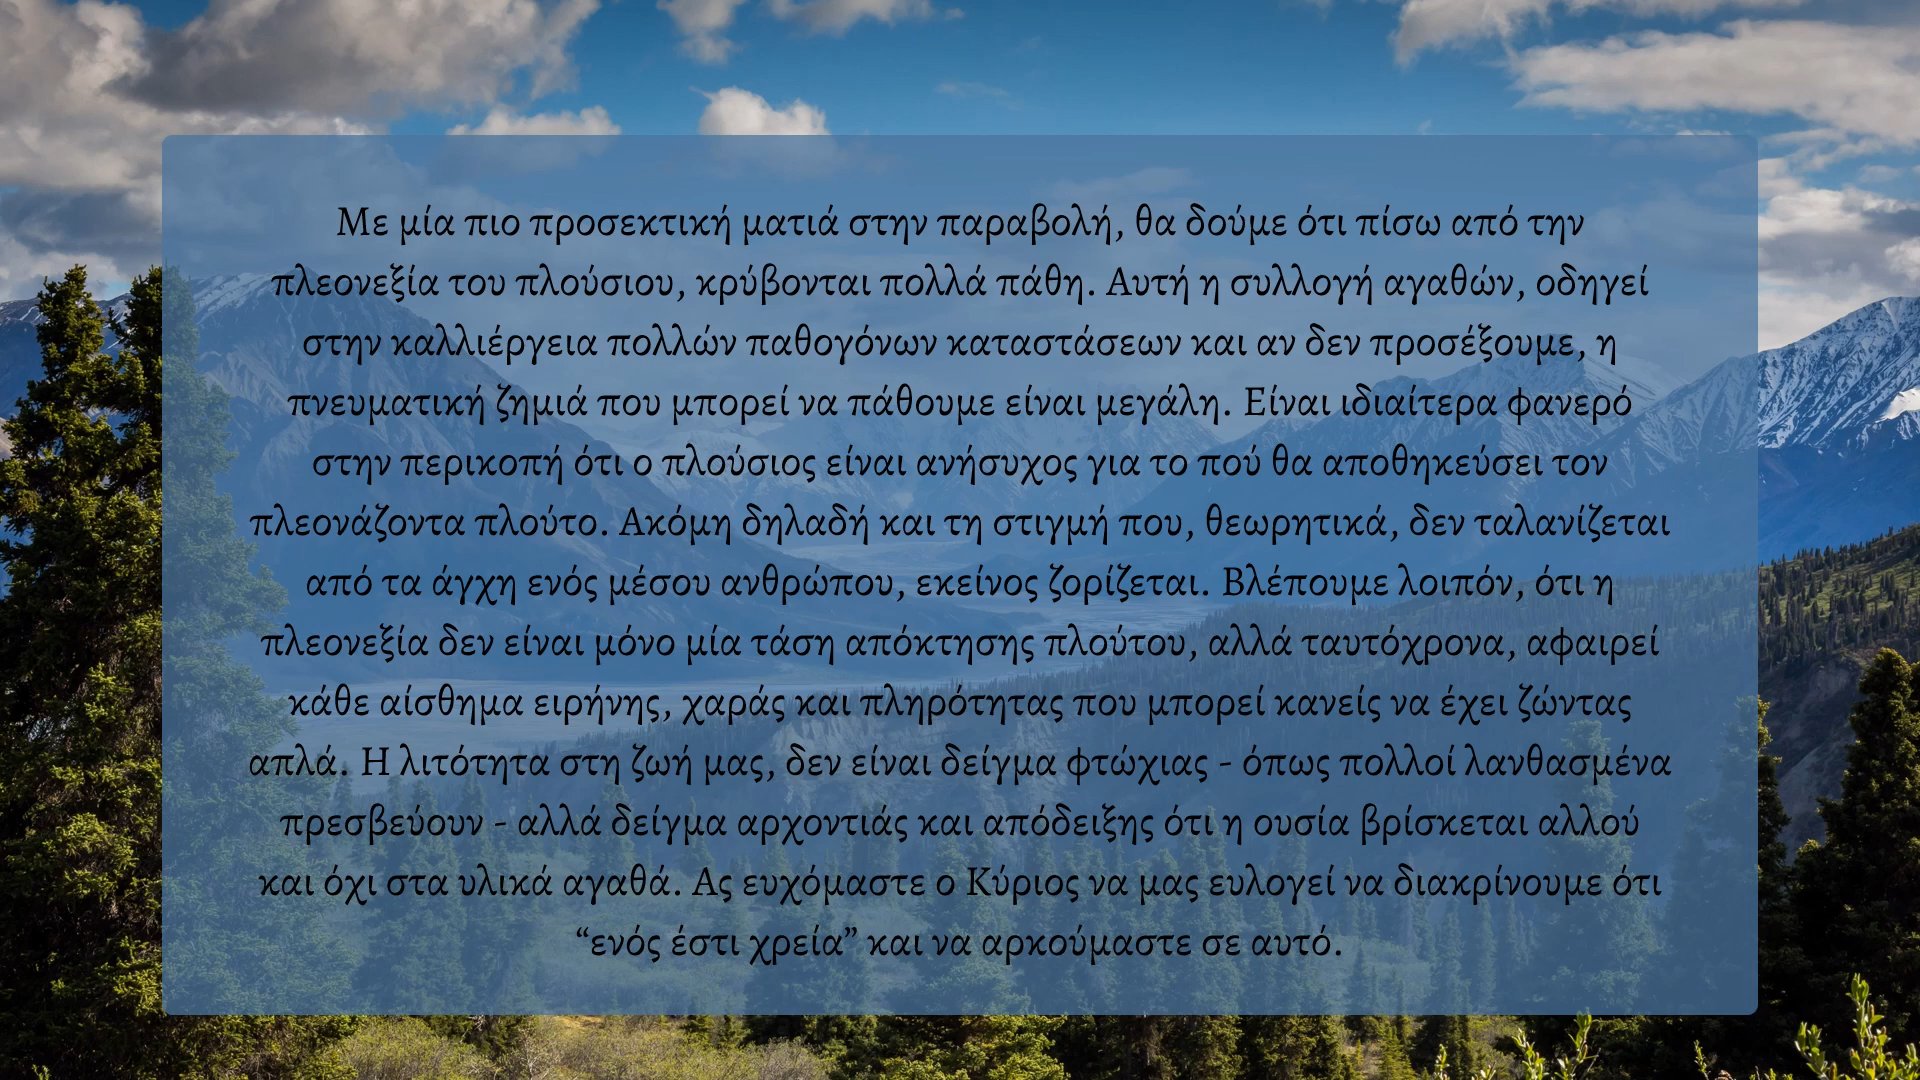 Με μία πιο προσεκτική ματιά στην παραβολή, θα δούμε ότι πίσω από την
πλεονεξία του πλούσιου, κρύβονται πολλά πάθη. Αυτή η συλλογή αγαθών, οδηγεί
στην καλλιέργεια πολλών παθογόνων καταστάσεων και αν δεν προσέξουμε, η
πνευματική ζημιά που μπορεί να πάθουμε είναι μεγάλη. Είναι ιδιαίτερα φανερό
στην περικοπή ότι ο πλούσιος είναι ανήσυχος για το πού θα αποθηκεύσει τον
πλεονάζοντα πλούτο. Ακόμη δηλαδή και τη στιγμή που, θεωρητικά, δεν ταλανίζεται
από τα άγχη ενός μέσου ανθρώπου, εκείνος ζορίζεται. Βλέπουμε λοιπόν, ότι η
πλεονεξία δεν είναι μόνο μία τάση απόκτησης πλούτου, αλλά ταυτόχρονα, αφαιρεί
κάθε αίσθημα ειρήνης, χαράς και πληρότητας που μπορεί κανείς να έχει ζώντας
απλά. Η λιτότητα στη ζωή μας, δεν είναι δείγμα φτώχιας - όπως πολλοί λανθασμένα
πρεσβεύουν - αλλά δείγμα αρχοντιάς και απόδειξης ότι η ουσία βρίσκεται αλλού
και όχι στα υλικά αγαθά. Ας ευχόμαστε ο Κύριος να μας ευλογεί να διακρίνουμε ότι
“ενός έστι χρεία” και να αρκούμαστε σε αυτό.